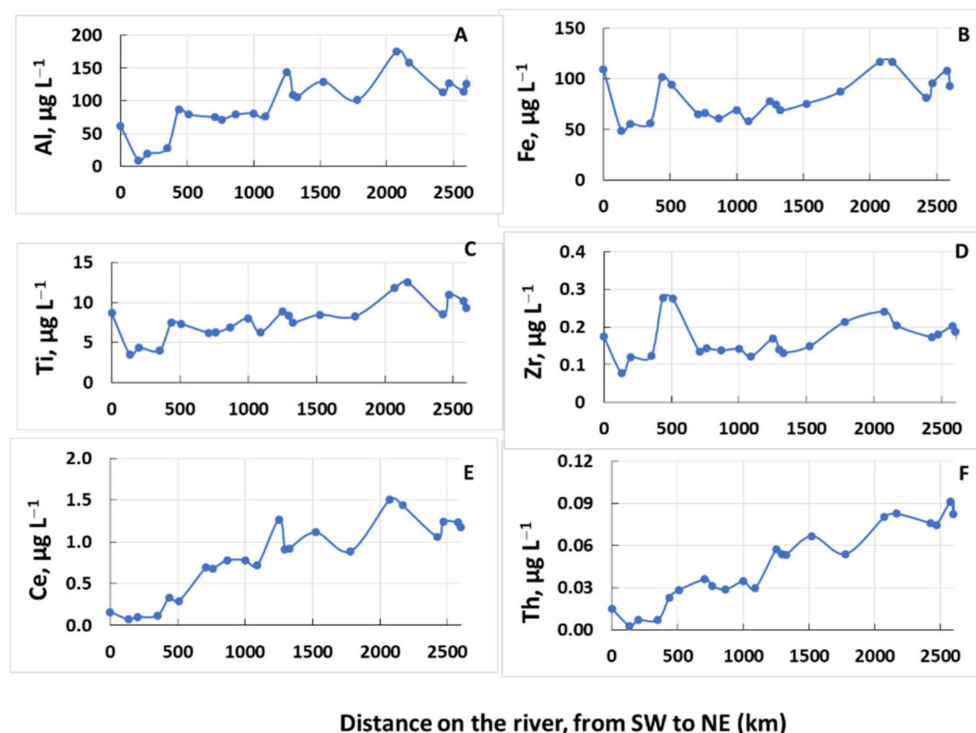 A
Al, µg L−1
200
150
100
50
0
0 500 1000 1500 2000 2500
B
Fe, µg L−1
150
100
50
0
0 500 1000 1500 2000 2500
C
Ti, µg L−1
15
10
5
0
0 500 1000 1500 2000 2500
D
Zr, µg L−1
0.4
0.3
0.2
0.1
0
0 500 1000 1500 2000 2500
E
Ce, µg L−1
2.0
1.5
1.0
0.5
0.0
0 500 1000 1500 2000 2500
F
Th, µg L−1
0.12
0.09
0.06
0.03
0.00
0 500 1000 1500 2000 2500
Distance on the river, from SW to NE (km)